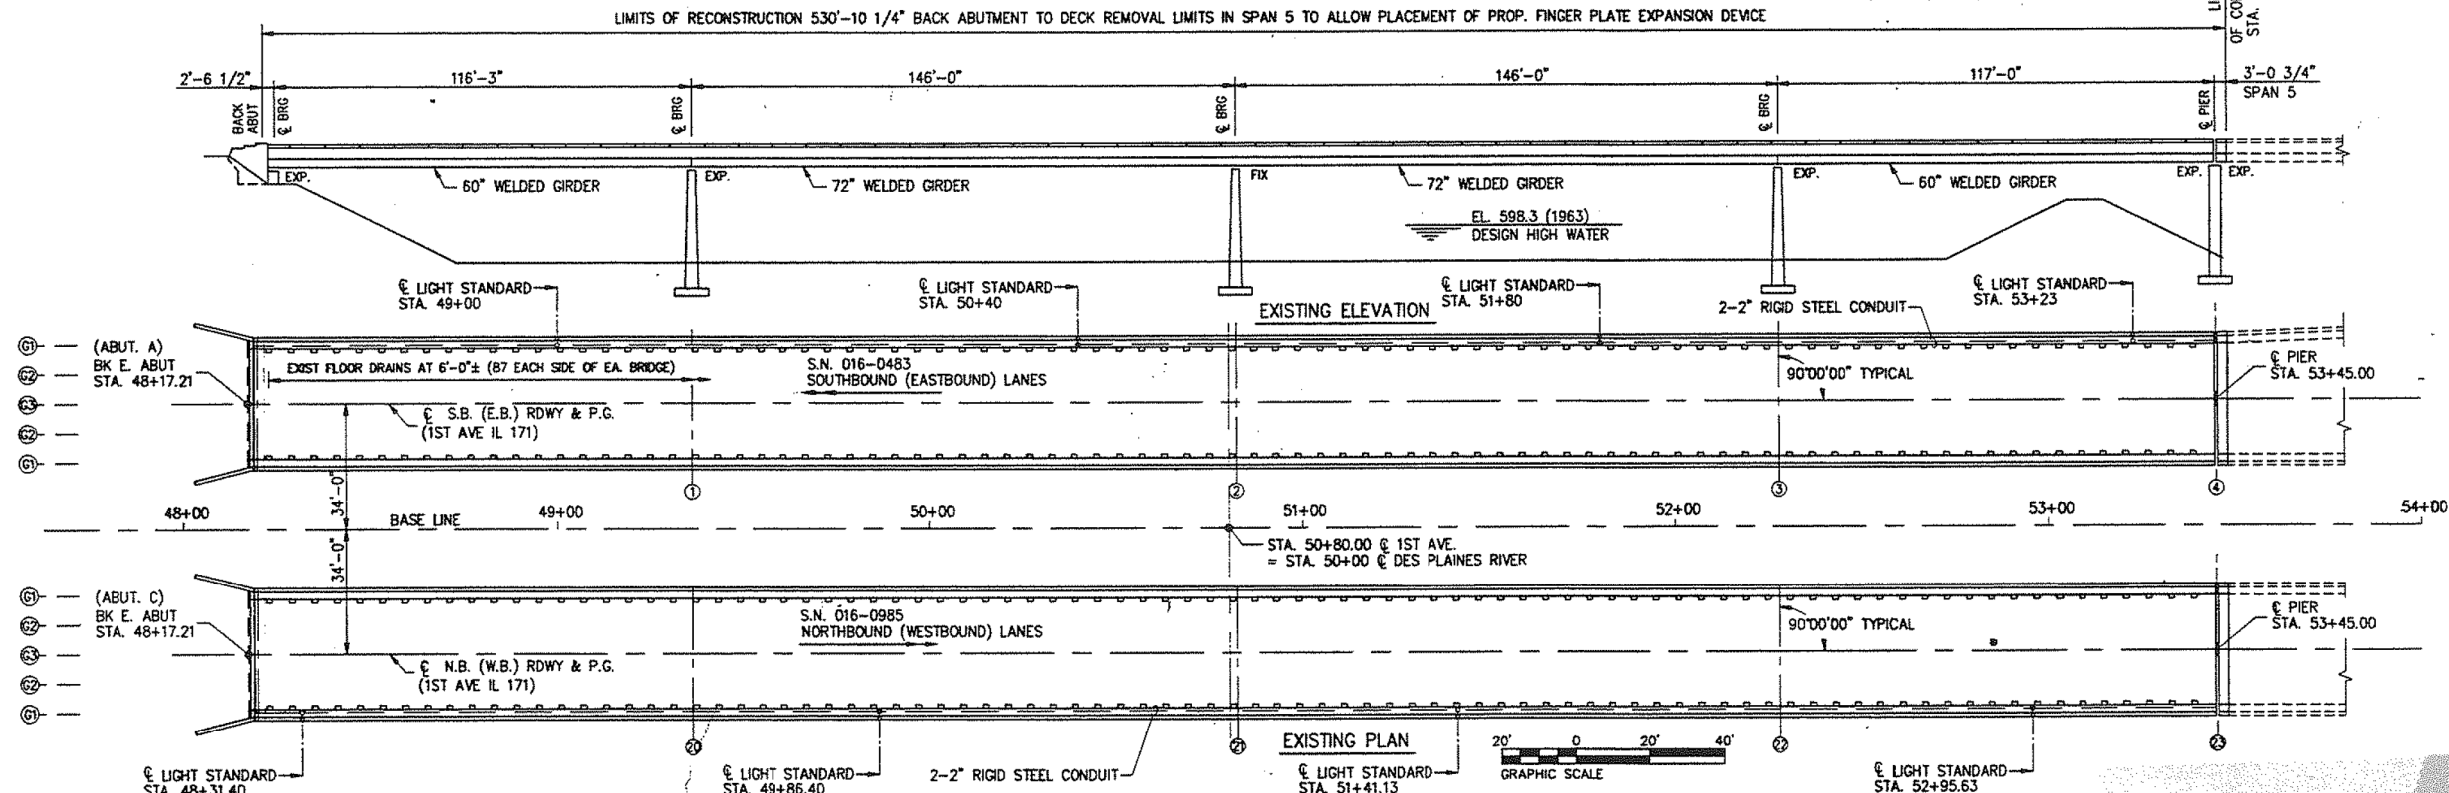 LIMITS OF RECONSTRUCTION 530'-10 1/4" BACK ABUTMENT TO DECK REMOVAL LIMITS IN SPAN 5 TO ALLOW PLACEMENT OF PROP. FINGER PLATE EXPANSION DEVICE
OF CO
STA.
2'-6 1/2"
116'-3"
146'-0"
146'-0"
117'-0"
3'-0 3/4"
SPAN 5
BACK
ABUT
℄ BRG
℄ BRG
℄ BRG
℄ BRG
℄ PIER
EXP.
60" WELDED GIRDER
EXP.
72" WELDED GIRDER
FIX
72" WELDED GIRDER
EXP.
60" WELDED GIRDER
EXP.
EXP.
EL. 598.3 (1963)
DESIGN HIGH WATER
℄ LIGHT STANDARD
STA. 49+00
℄ LIGHT STANDARD
STA. 50+40
EXISTING ELEVATION
℄ LIGHT STANDARD
STA. 51+80
2-2" RIGID STEEL CONDUIT
℄ LIGHT STANDARD
STA. 53+23
G1
G2
G3
G2
G1
(ABUT. A)
BK E. ABUT
STA. 48+17.21
EXIST FLOOR DRAINS AT 6'-0"± (87 EACH SIDE OF EA. BRIDGE)
S.N. 016-0483
SOUTHBOUND (EASTBOUND) LANES
90°00'00" TYPICAL
℄ PIER
STA. 53+45.00
℄ S.B. (E.B.) RDWY & P.G.
(1ST AVE IL 171)
34'-0"
1
2
3
4
48+00
BASE LINE
49+00
50+00
51+00
52+00
53+00
54+00
STA. 50+80.00 ℄ 1ST AVE.
= STA. 50+00 ℄ DES PLAINES RIVER
34'-0"
G1
G2
G3
G2
G1
(ABUT. C)
BK E. ABUT
STA. 48+17.21
S.N. 016-0985
NORTHBOUND (WESTBOUND) LANES
90°00'00" TYPICAL
℄ PIER
STA. 53+45.00
℄ N.B. (W.B.) RDWY & P.G.
(1ST AVE IL 171)
20
21
22
23
EXISTING PLAN
20'
0
20'
40'
GRAPHIC SCALE
℄ LIGHT STANDARD
STA. 48+31.40
℄ LIGHT STANDARD
STA. 49+86.40
2-2" RIGID STEEL CONDUIT
℄ LIGHT STANDARD
STA. 51+41.13
℄ LIGHT STANDARD
STA. 52+95.63